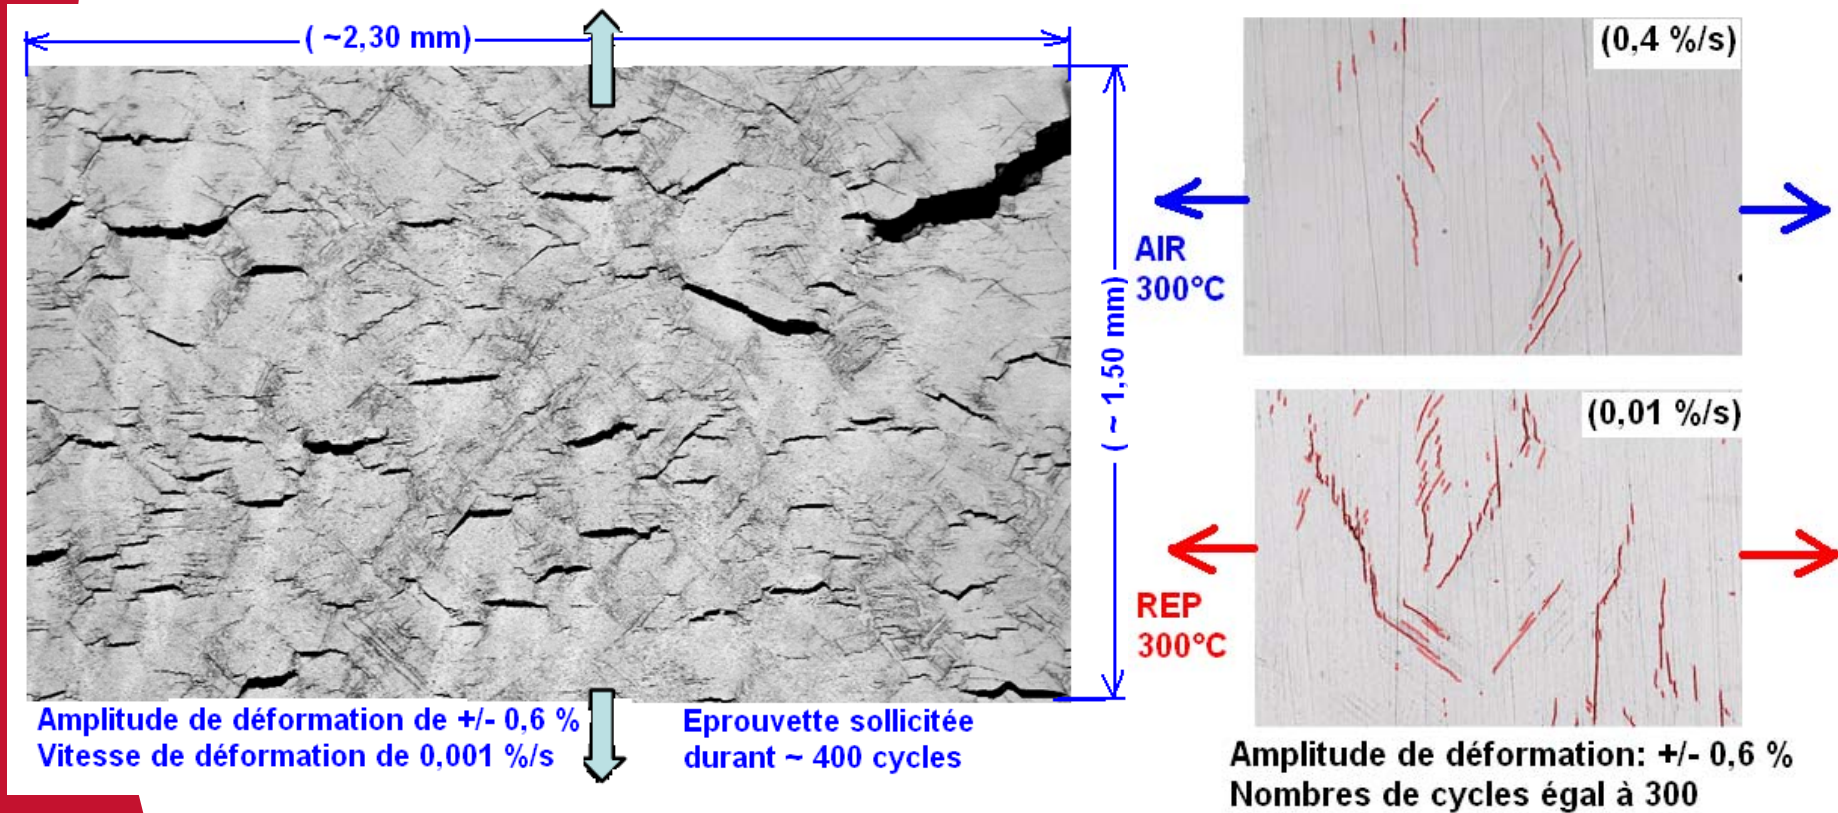 ( ~2,30 mm)
( ~ 1,50 mm)
Amplitude de déformation de +/- 0,6 %
Vitesse de déformation de 0,001 %/s
Eprouvette sollicitée
durant ~ 400 cycles
(0,4 %/s)
AIR
300°C
(0,01 %/s)
REP
300°C
Amplitude de déformation: +/- 0,6 %
Nombres de cycles égal à 300